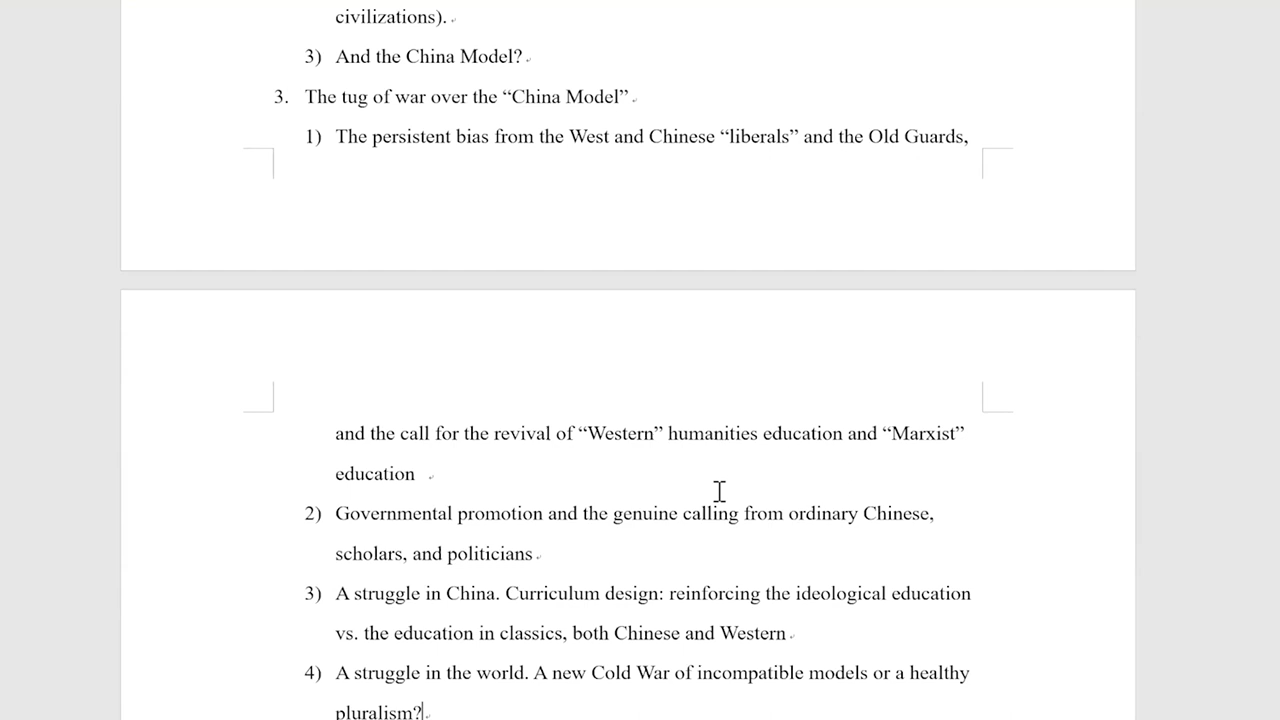 civilizations).
3) And the China Model?
3. The tug of war over the “China Model”
1) The persistent bias from the West and Chinese “liberals” and the Old Guards,
and the call for the revival of “Western” humanities education and “Marxist”
education
2) Governmental promotion and the genuine calling from ordinary Chinese,
scholars, and politicians
3) A struggle in China. Curriculum design: reinforcing the ideological education
vs. the education in classics, both Chinese and Western
4) A struggle in the world. A new Cold War of incompatible models or a healthy
pluralism?